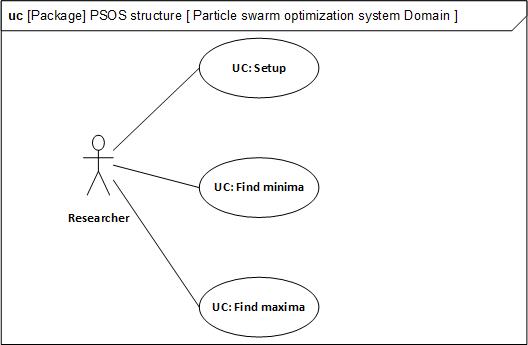 uc [Package] PSOS structure [ Particle swarm optimization system Domain ]
UC: Setup
UC: Find minima
Researcher
UC: Find maxima